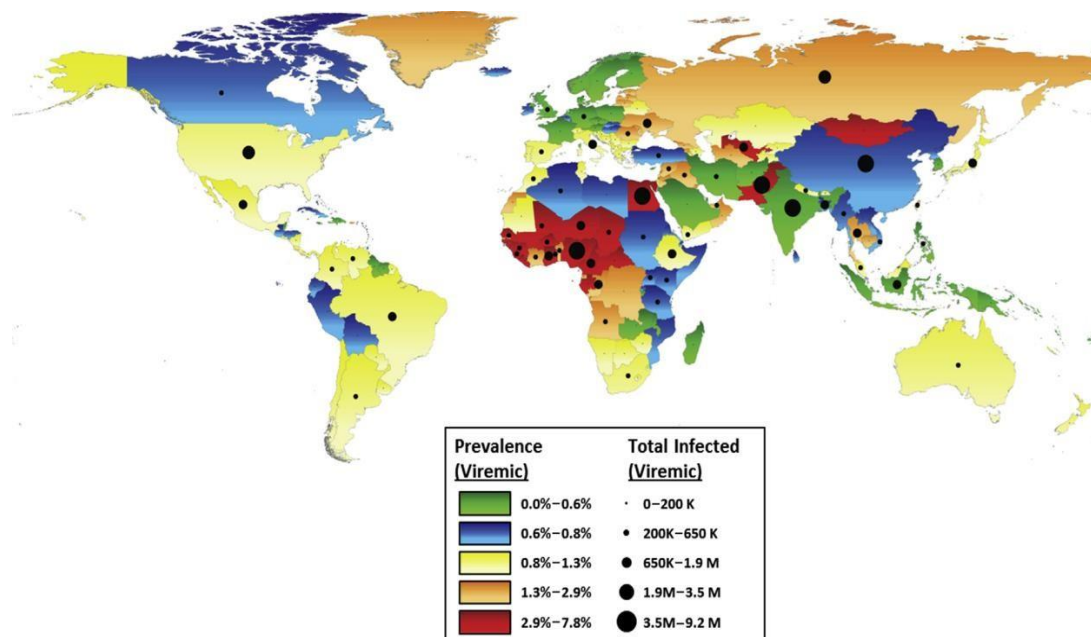 Prevalence
(Viremic)
Total Infected
(Viremic)
0.0%–0.6%
0–200 K
0.6%–0.8%
200K–650 K
0.8%–1.3%
650K–1.9 M
1.3%–2.9%
1.9M–3.5 M
2.9%–7.8%
3.5M–9.2 M